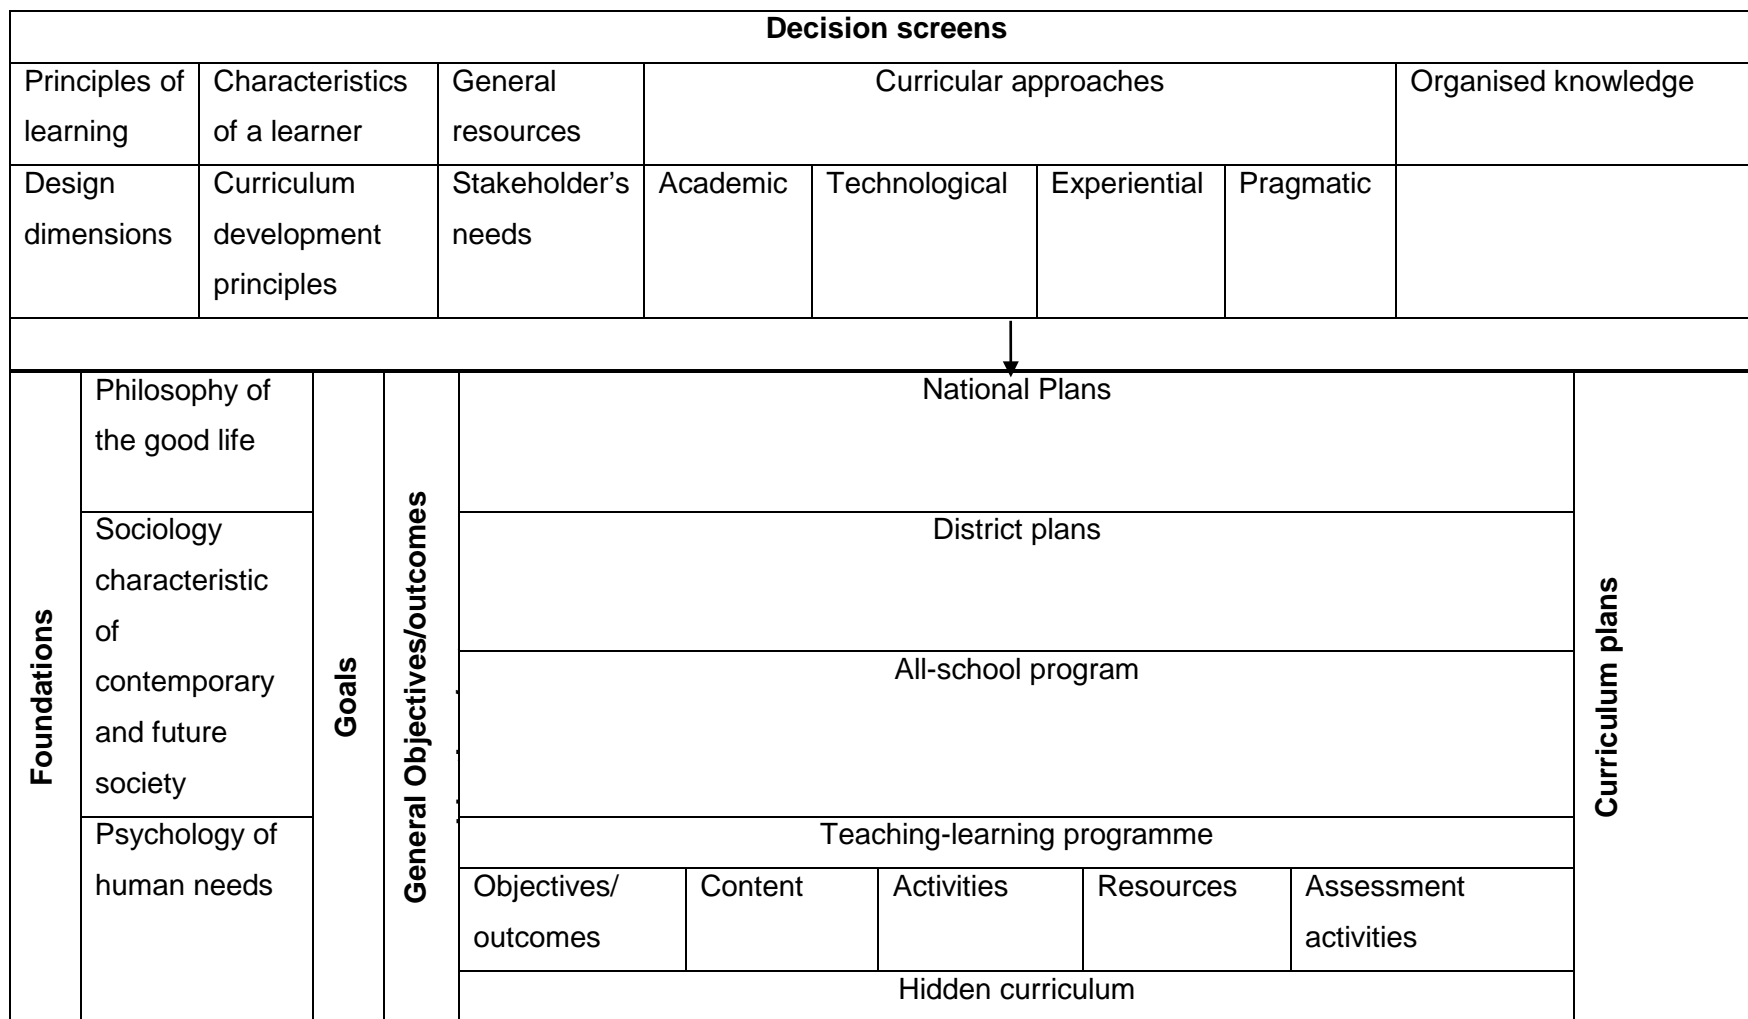 Decision screens
Principles of
learning
Characteristics
of a learner
General
resources
Curricular approaches
Organised knowledge
Design
dimensions
Curriculum
development
principles
Stakeholder’s
needs
Academic
Technological
Experiential
Pragmatic
Foundations
Philosophy of
the good life
Sociology
characteristic
of
contemporary
and future
society
Psychology of
human needs
Goals
General Objectives/outcomes
National Plans
District plans
All-school program
Teaching-learning programme
Objectives/
outcomes
Content
Activities
Resources
Assessment
activities
Hidden curriculum
Curriculum plans